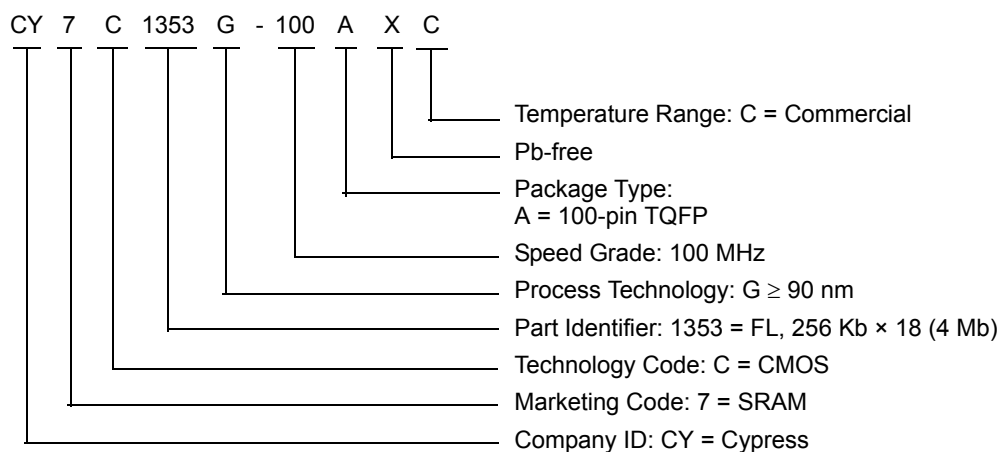 CY 7 C 1353 G - 100 A X C
Temperature Range: C = Commercial
Pb-free
Package Type:
A = 100-pin TQFP
Speed Grade: 100 MHz
Process Technology: G ≥ 90 nm
Part Identifier: 1353 = FL, 256 Kb × 18 (4 Mb)
Technology Code: C = CMOS
Marketing Code: 7 = SRAM
Company ID: CY = Cypress